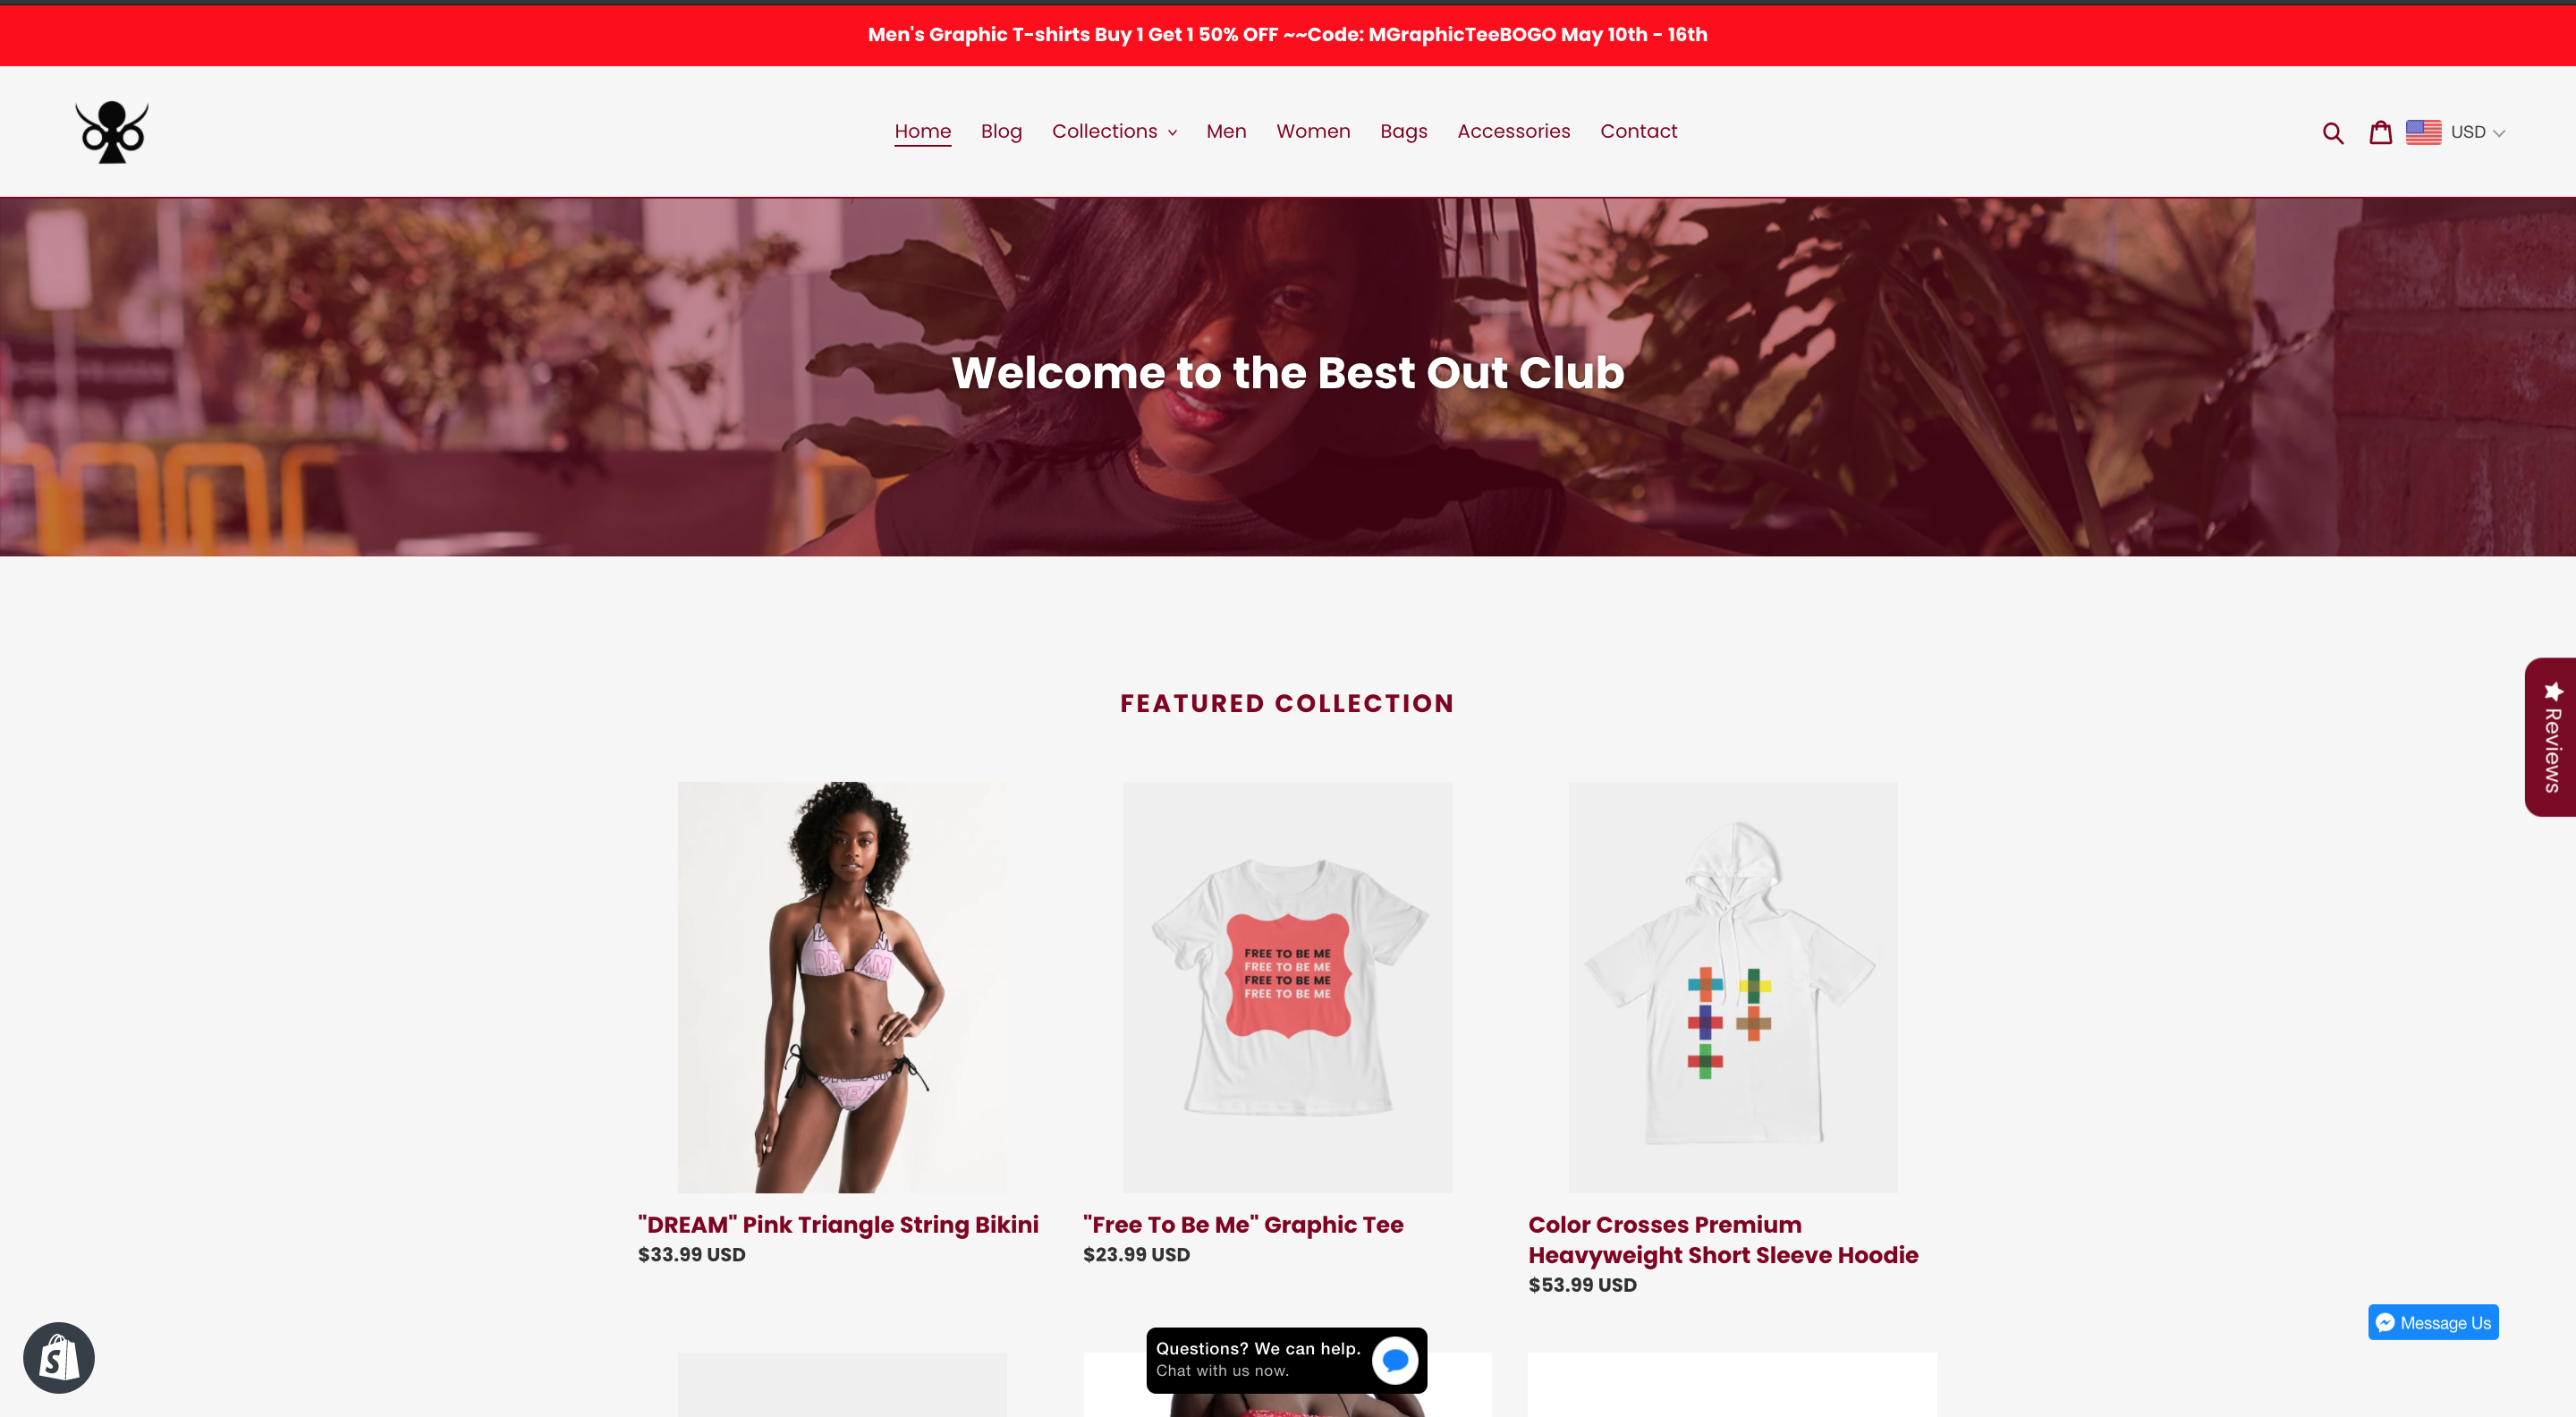 Men's Graphic T-shirts Buy 1 Get 1 50% OFF ~~Code: MGraphicTeeBOGO May 10th - 16th
Home Blog Collections Men Women Bags Accessories Contact
USD
Welcome to the Best Out Club
FEATURED COLLECTION
Reviews
DREAM
FREE TO BE ME
FREE TO BE ME
FREE TO BE ME
FREE TO BE ME
"DREAM" Pink Triangle String Bikini
$33.99 USD
"Free To Be Me" Graphic Tee
$23.99 USD
Color Crosses Premium
Heavyweight Short Sleeve Hoodie
$53.99 USD
Message Us
Questions? We can help.
Chat with us now.